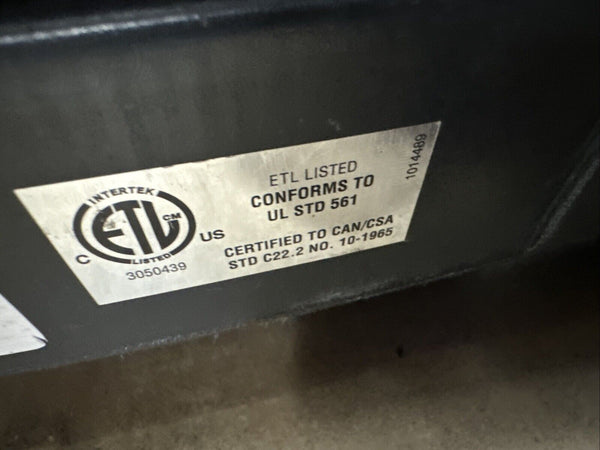 INTERTEK
ETL CM
LISTED
C US
3050439
ETL LISTED
CONFORMS TO
UL STD 561
CERTIFIED TO CAN/CSA
STD C22.2 NO. 10-1965
1014489